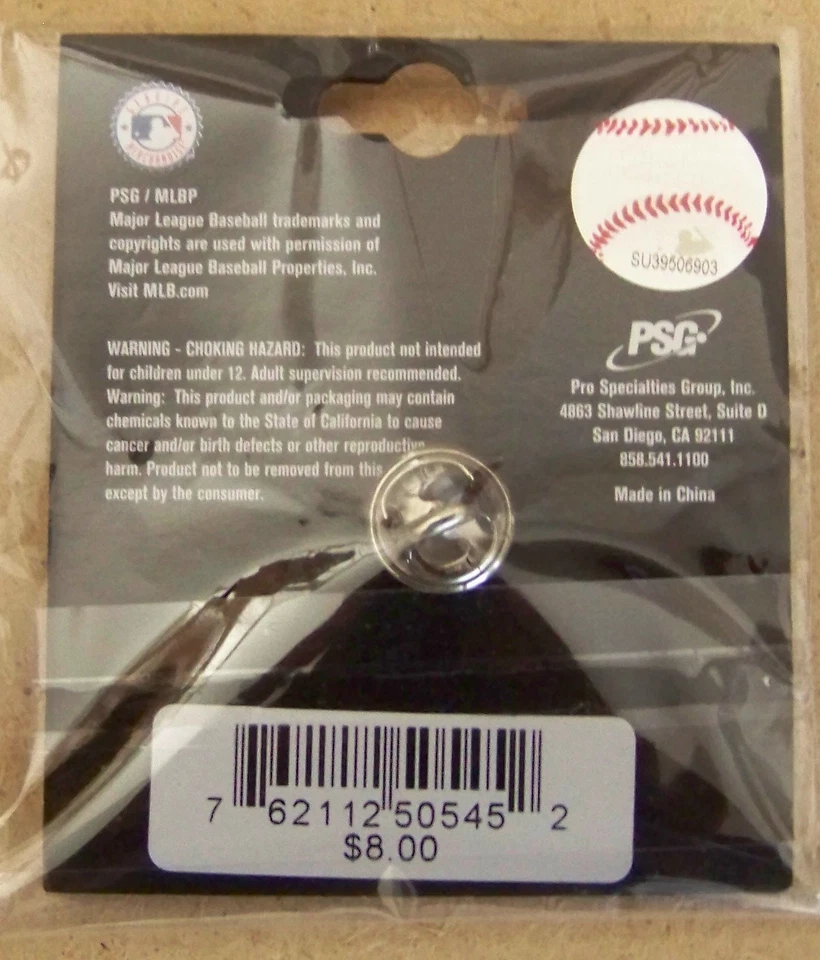 GENUINE
MERCHANDISE
PSG / MLBP
Major League Baseball trademarks and
copyrights are used with permission of
Major League Baseball Properties, Inc.
Visit MLB.com
WARNING - CHOKING HAZARD: This product not intended
for children under 12. Adult supervision recommended.
Warning: This product and/or packaging may contain
chemicals known to the State of California to cause
cancer and/or birth defects or other reproductive
harm. Product not to be removed from this
except by the consumer.
SU39506903
PSG
Pro Specialties Group, Inc.
4863 Shawline Street, Suite D
San Diego, CA 92111
858.541.1100
Made in China
7 62112 50545 2
$8.00